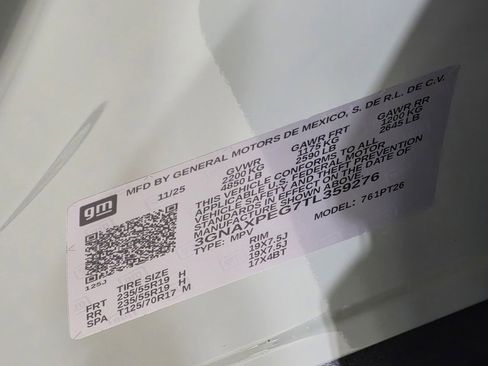 gm
MFD BY GENERAL MOTORS DE MEXICO, S. DE R.L. DE C.V.
11/25 GVWR GAWR FRT GAWR RR
2200 KG 1175 KG 1200 KG
4850 LB 2590 LB 2645 LB
THIS VEHICLE CONFORMS TO ALL
APPLICABLE U.S. FEDERAL MOTOR
VEHICLE SAFETY AND THEFT PREVENTION
STANDARDS IN EFFECT ON THE DATE OF
MANUFACTURE SHOWN ABOVE.
3GNAXPEG7TL359276
TYPE: MPV MODEL: 761PT26
125J
TIRE SIZE RIM
FRT 235/55R19 H 19X7.5J
RR 235/55R19 H 19X7.5J
SPA T125/70R17 M 17X4BT